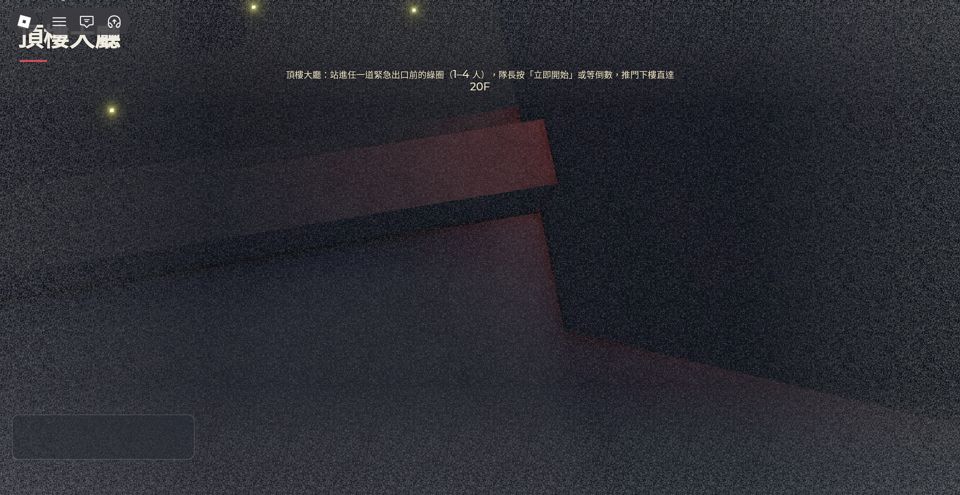 頂樓大廳
頂樓大廳：站進任一道緊急出口前的綠圈（1–4 人），隊長按「立即開始」或等倒數，推門下樓直達
20F